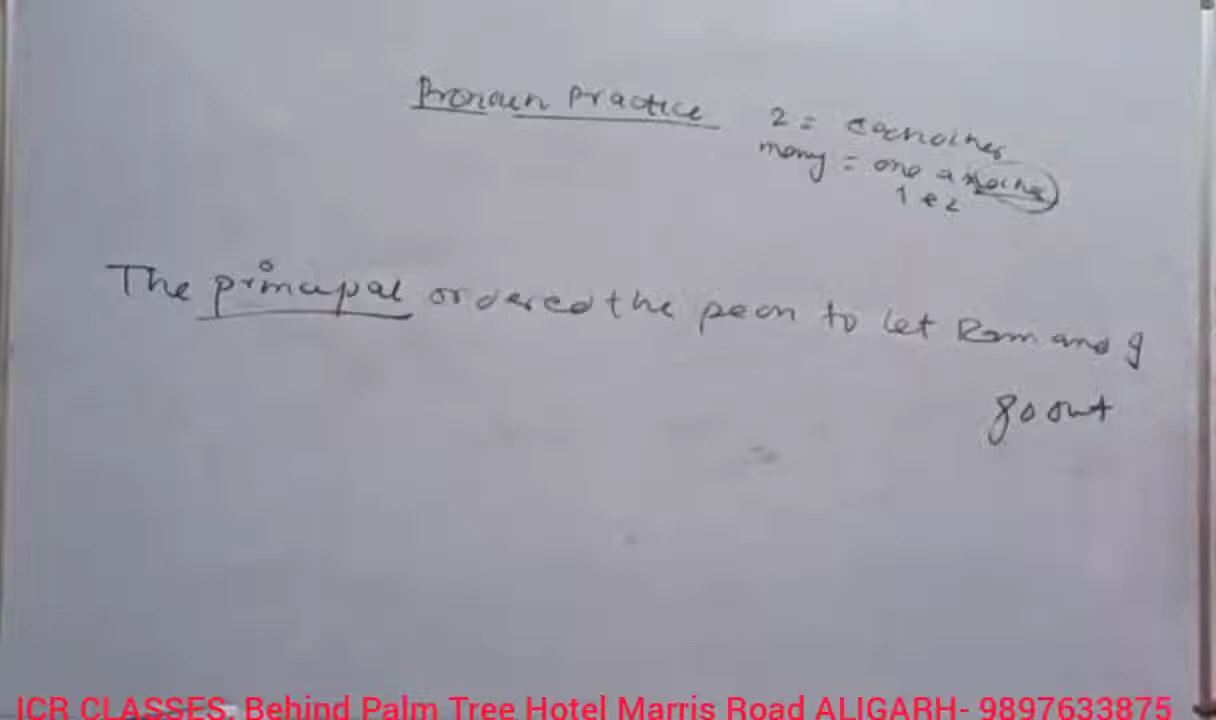 Pronoun Practice
2 = eachother
many = one another
1 e 2
The principal ordered the peon to let Ram and I
go out
ICR CLASSES, Behind Palm Tree Hotel Marris Road ALIGARH- 9897633875